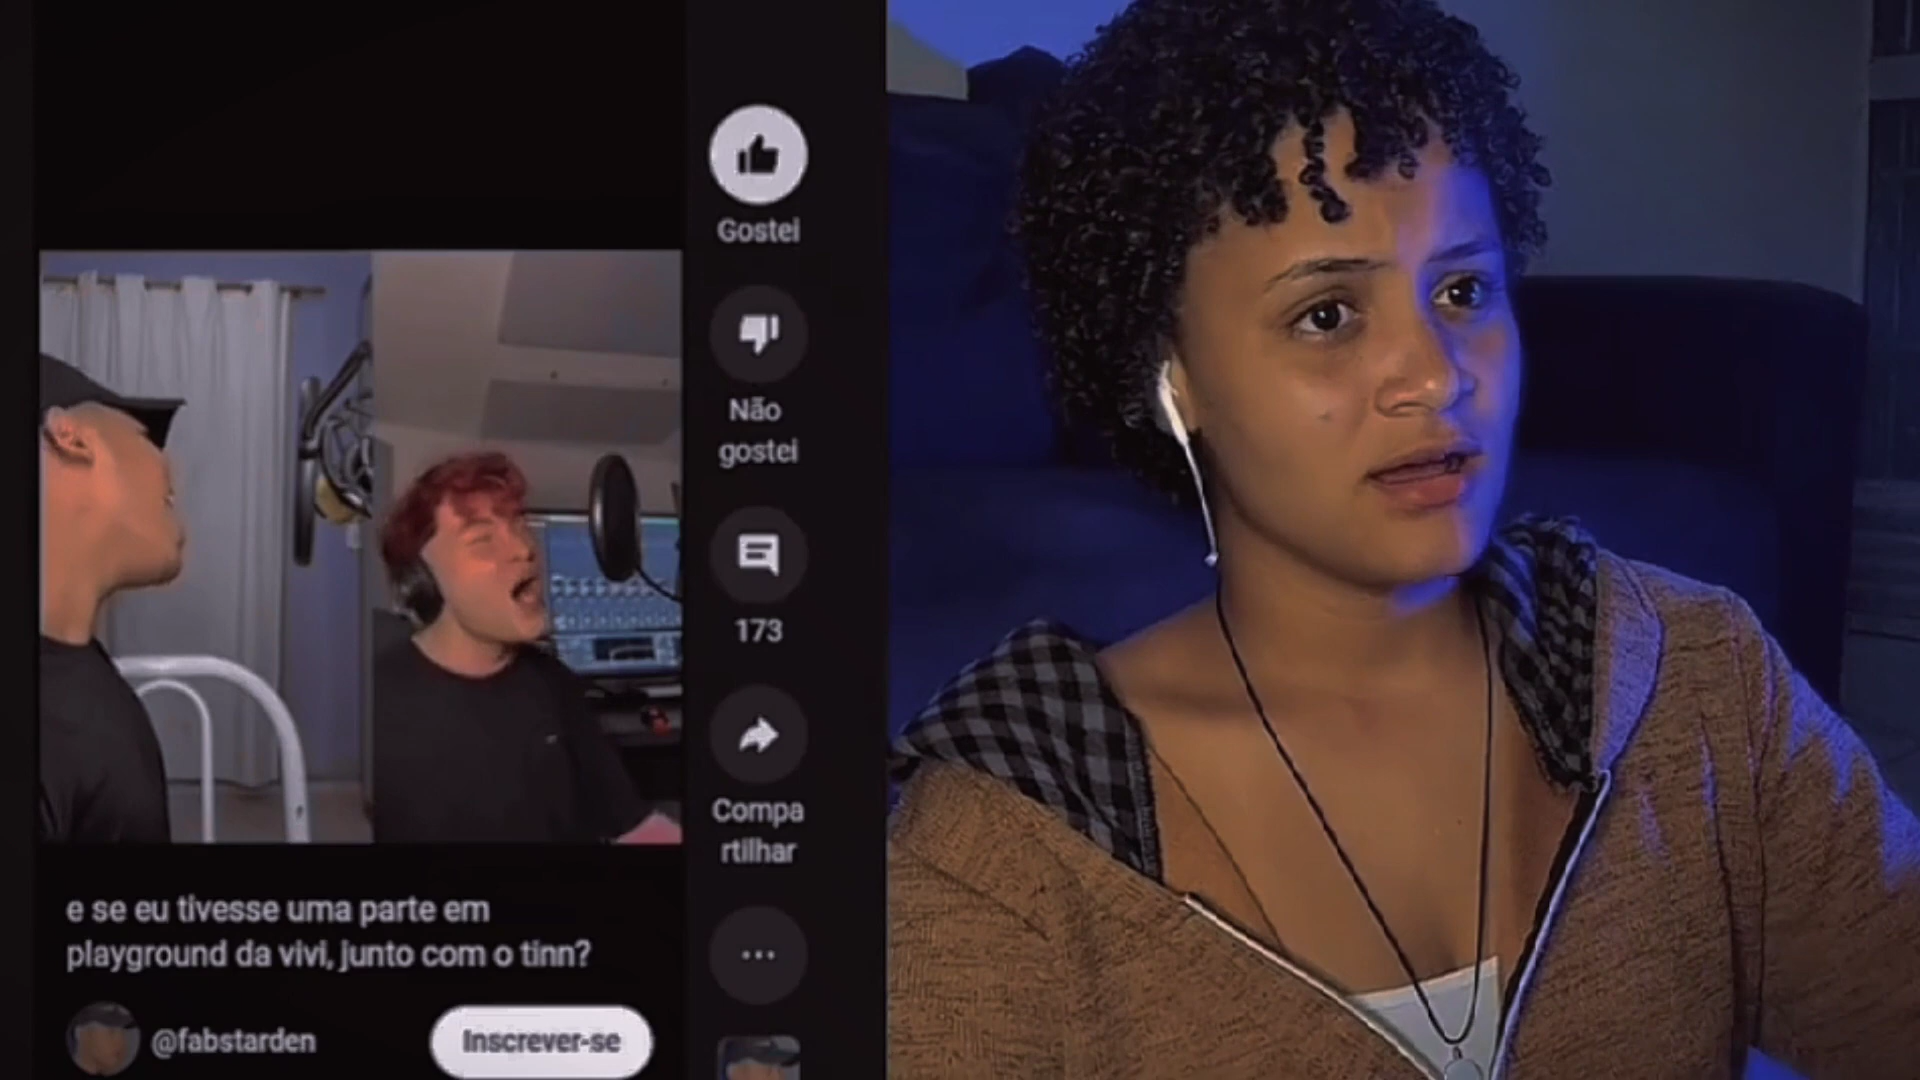 Gostei
Não
gostei
173
Compa
rtilhar
e se eu tivesse uma parte em
playground da vivi, junto com o tinn?
@fabstarden
Inscrever-se